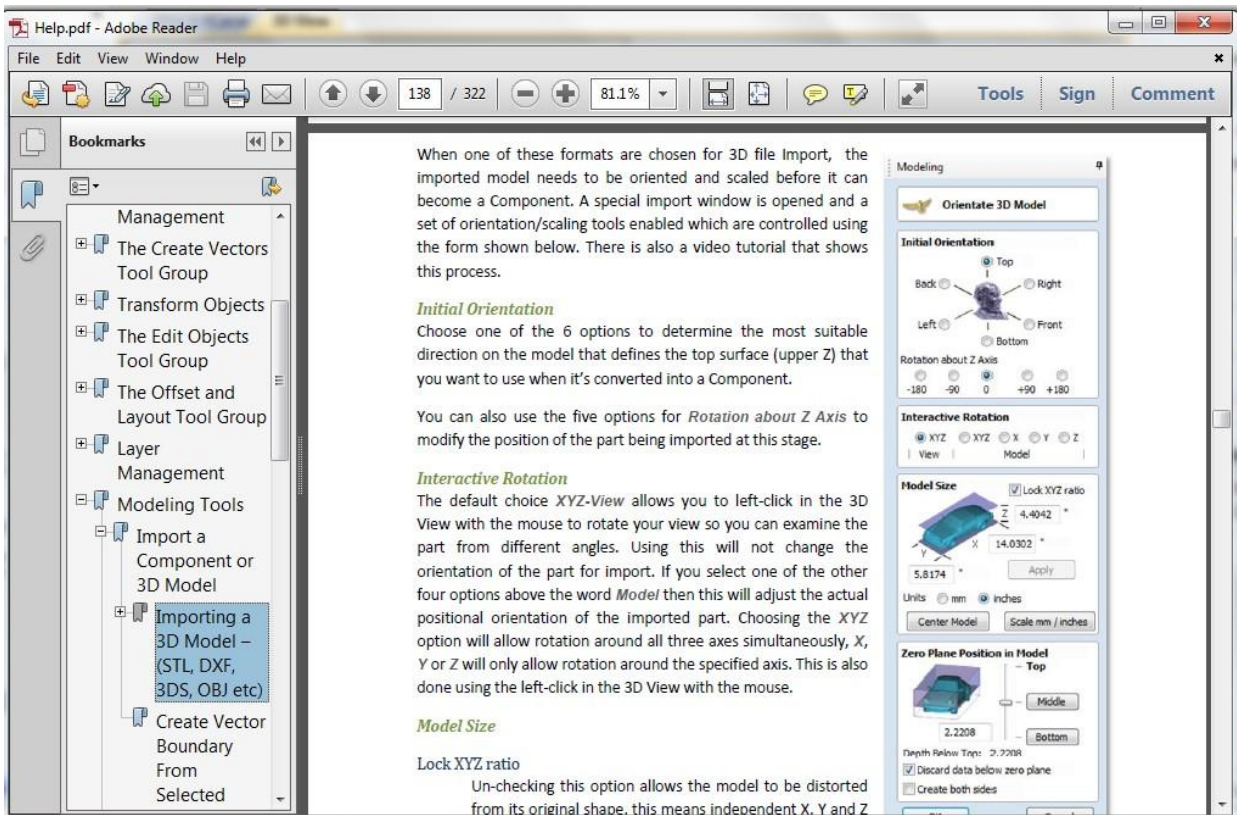 3D View
Help.pdf - Adobe Reader
File Edit View Window Help
138 / 322
81.1%
Tools Sign Comment
Bookmarks
Management
The Create Vectors
Tool Group
Transform Objects
The Edit Objects
Tool Group
The Offset and
Layout Tool Group
Layer
Management
Modeling Tools
Import a
Component or
3D Model
Importing a
3D Model –
(STL, DXF,
3DS, OBJ etc)
Create Vector
Boundary
From
Selected
When one of these formats are chosen for 3D file Import, the
imported model needs to be oriented and scaled before it can
become a Component. A special import window is opened and a
set of orientation/scaling tools enabled which are controlled using
the form shown below. There is also a video tutorial that shows
this process.
Initial Orientation
Choose one of the 6 options to determine the most suitable
direction on the model that defines the top surface (upper Z) that
you want to use when it's converted into a Component.
You can also use the five options for Rotation about Z Axis to
modify the position of the part being imported at this stage.
Interactive Rotation
The default choice XYZ-View allows you to left-click in the 3D
View with the mouse to rotate your view so you can examine the
part from different angles. Using this will not change the
orientation of the part for import. If you select one of the other
four options above the word Model then this will adjust the actual
positional orientation of the imported part. Choosing the XYZ
option will allow rotation around all three axes simultaneously, X,
Y or Z will only allow rotation around the specified axis. This is also
done using the left-click in the 3D View with the mouse.
Model Size
Lock XYZ ratio
Un-checking this option allows the model to be distorted
from its original shape, this means independent X, Y and Z
Modeling
Orientate 3D Model
Initial Orientation
Top
Back Right
Left Front
Bottom
Rotation about Z Axis
-180 -90 0 +90 +180
Interactive Rotation
XYZ XYZ X Y Z
| View | Model |
Model Size Lock XYZ ratio
Z 4.4042 "
X 14.0302 "
Y
5.8174 " Apply
Units mm inches
Center Model Scale mm / inches
Zero Plane Position in Model
Top
Middle
2.2208 Bottom
Depth Below Top: 2.2208
Discard data below zero plane
Create both sides